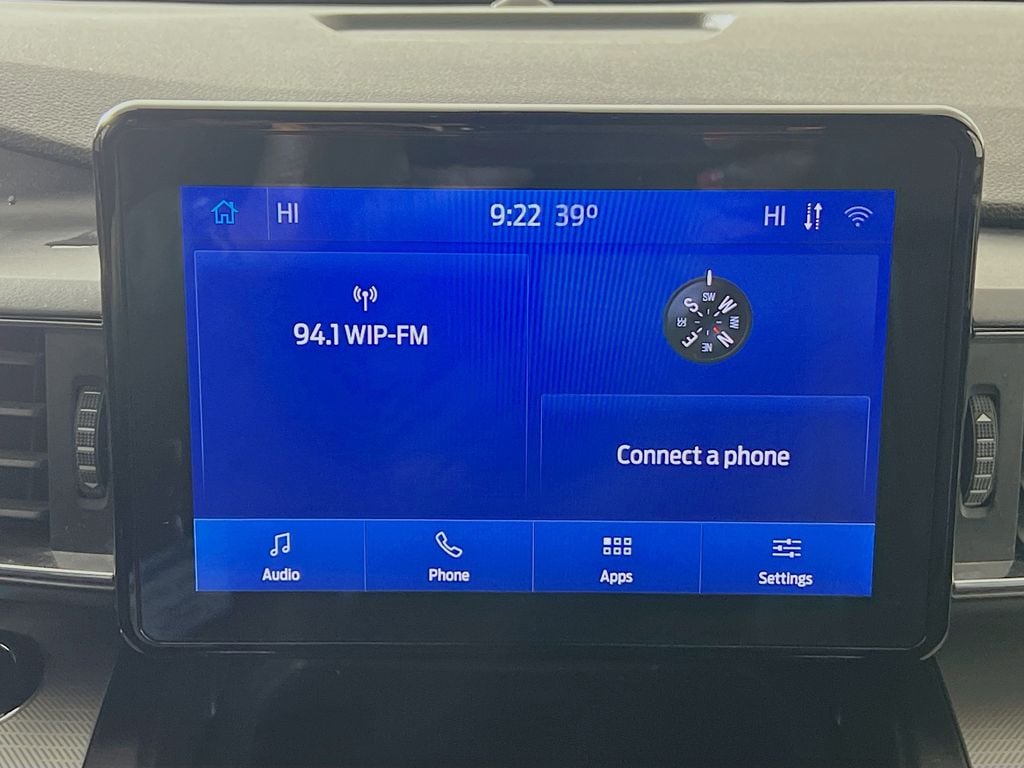 HI 9:22 39° HI
94.1 WIP-FM
SW
S W
SE NW
E N
NE
Connect a phone
Audio Phone Apps Settings